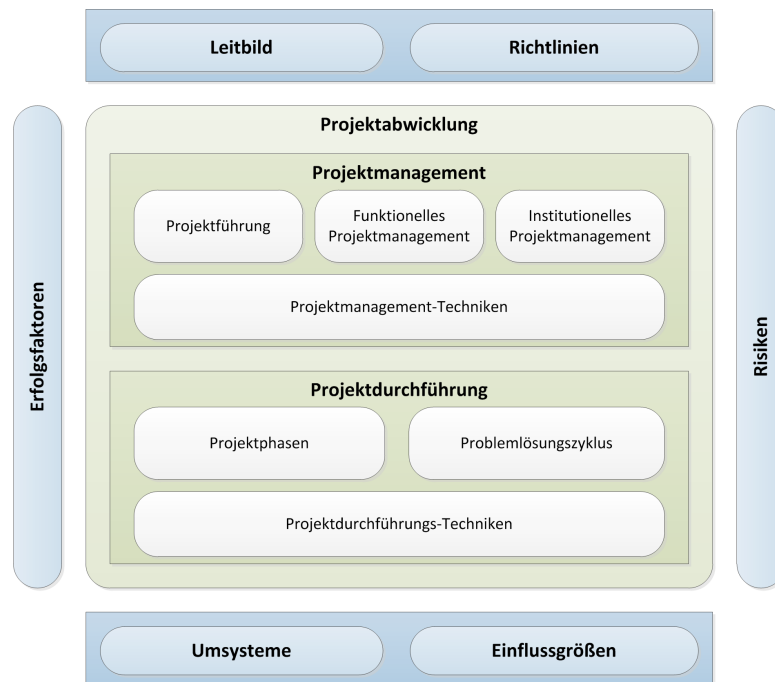 Leitbild
Richtlinien
Erfolgsfaktoren
Projektabwicklung
Projektmanagement
Projektführung
Funktionelles
Projektmanagement
Institutionelles
Projektmanagement
Projektmanagement-Techniken
Projektdurchführung
Projektphasen
Problemlösungszyklus
Projektdurchführungs-Techniken
Risiken
Umsysteme
Einflussgrößen